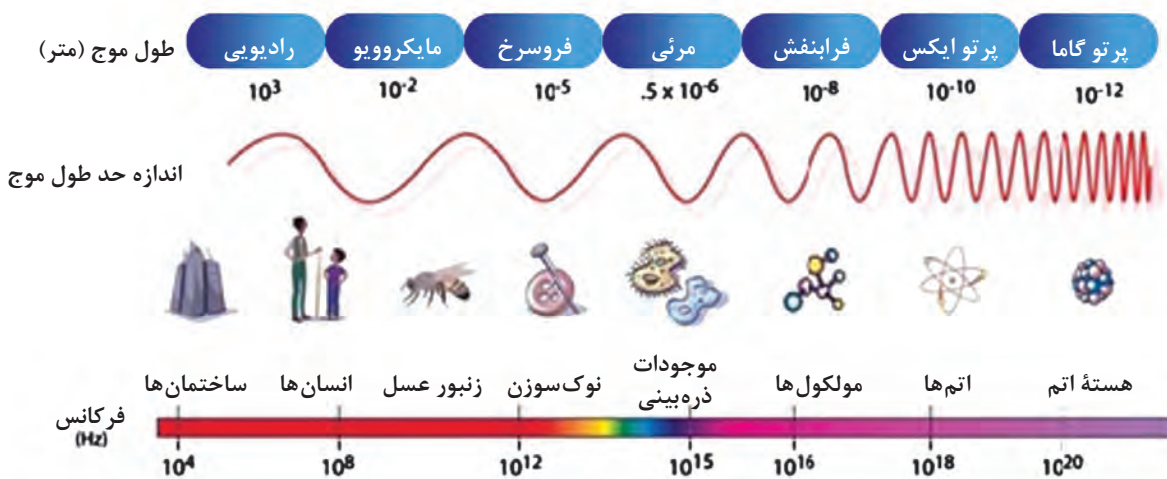 طول موج (متر)
رادیویی مایکروویو فروسرخ مرئی فرابنفش پرتو ایکس پرتو گاما
10³ 10⁻² 10⁻⁵ .5 x 10⁻⁶ 10⁻⁸ 10⁻¹⁰ 10⁻¹²
اندازه حد طول موج
ساختمان‌ها انسان‌ها زنبور عسل نوک‌سوزن موجودات ذره‌بینی مولکول‌ها اتم‌ها هستۀ اتم
فرکانس
(Hz)
10⁴ 10⁸ 10¹² 10¹⁵ 10¹⁶ 10¹⁸ 10²⁰